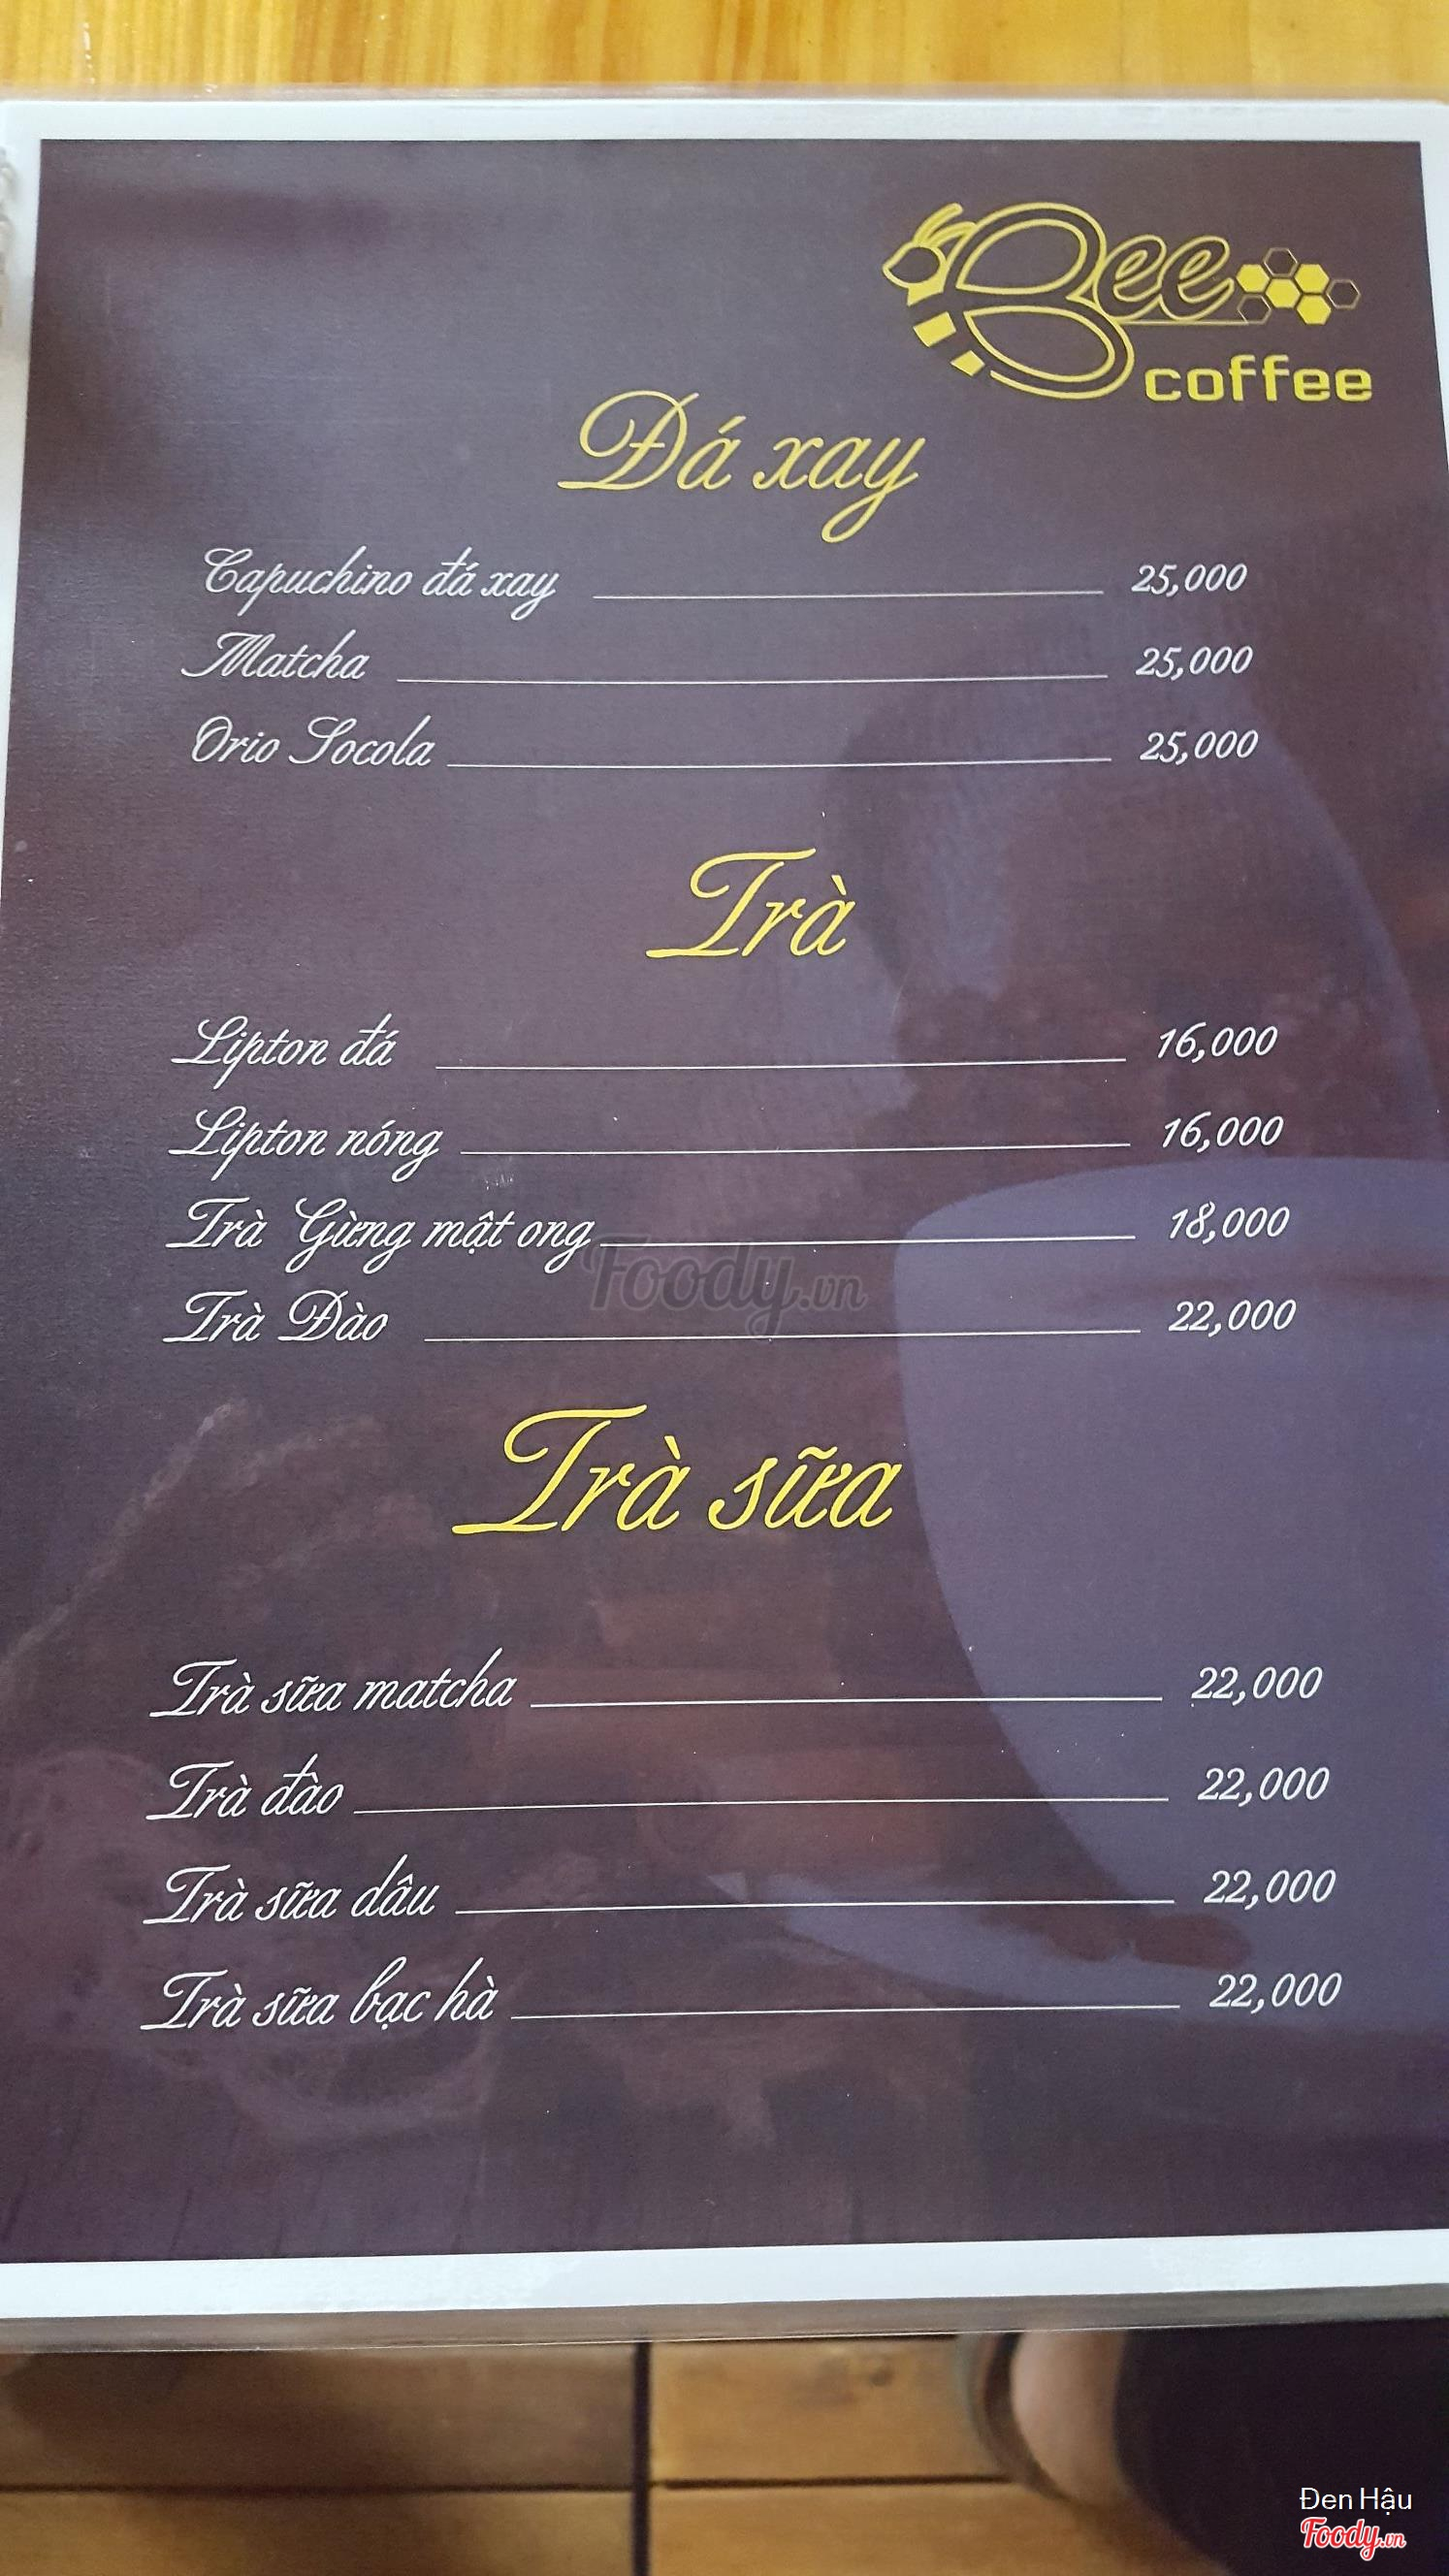 Bee
coffee
Đá xay
Capuchino đá xay 25,000
Matcha 25,000
Orio Socola 25,000
Trà
Lipton đá 16,000
Lipton nóng 16,000
Trà Gừng mật ong 18,000
Foody.vn
Trà Đào 22,000
Trà sữa
Trà sữa matcha 22,000
Trà đào 22,000
Trà sữa dâu 22,000
Trà sữa bạc hà 22,000
Đen Hậu
Foody.vn